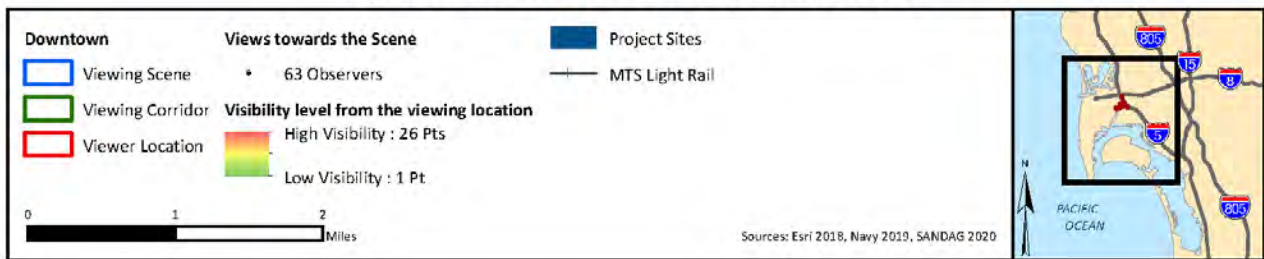 Downtown
Viewing Scene
Viewing Corridor
Viewer Location
Views towards the Scene
63 Observers
Visibility level from the viewing location
High Visibility : 26 Pts
Low Visibility : 1 Pt
Project Sites
MTS Light Rail
0 1 2
Miles
Sources: Esri 2018, Navy 2019, SANDAG 2020
805
15
8
5
N
PACIFIC
OCEAN
805